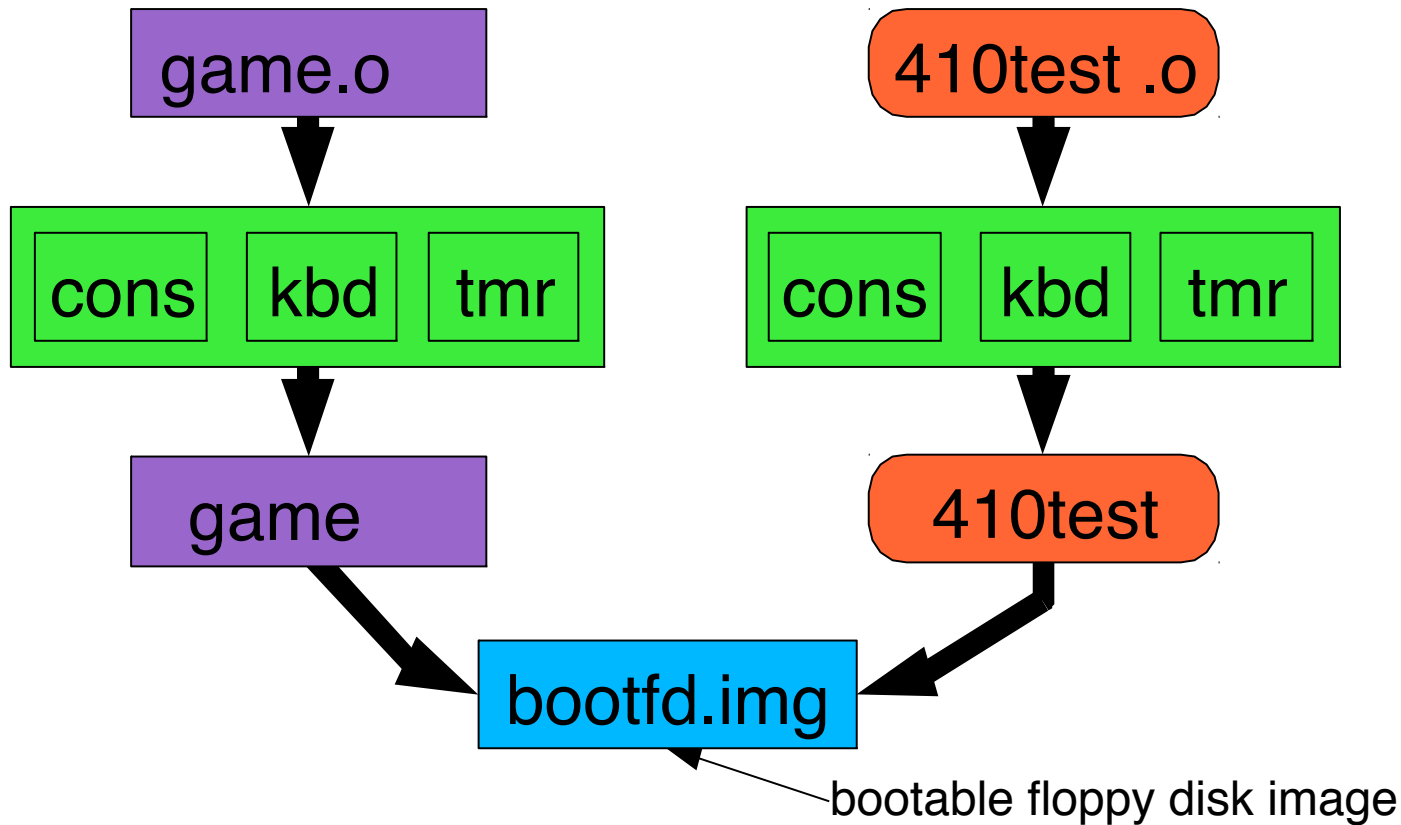 game.o
410test .o
cons kbd tmr
cons kbd tmr
game
410test
bootfd.img
bootable floppy disk image